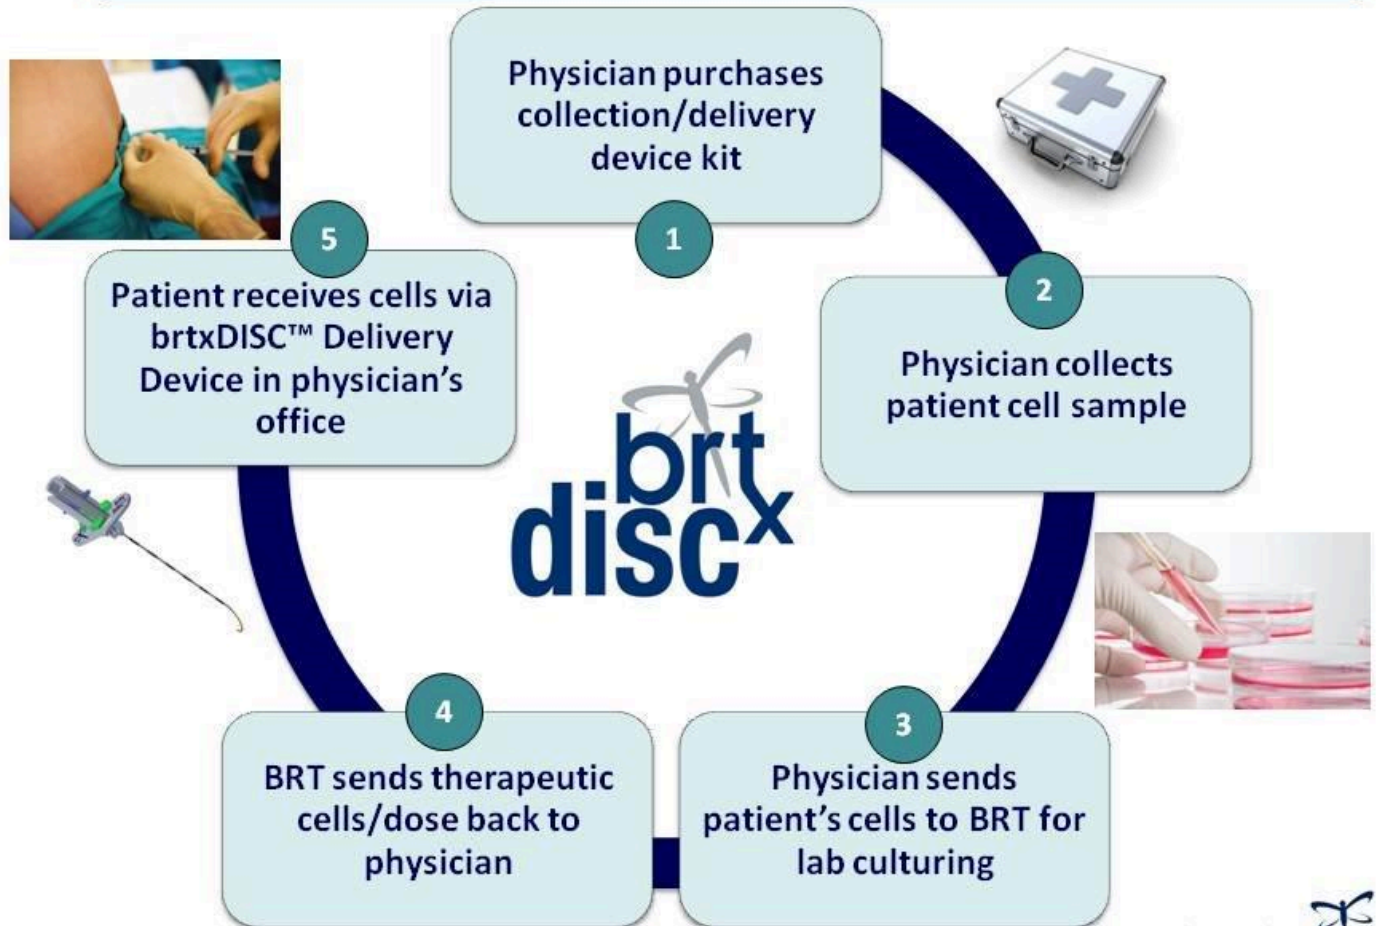 Physician purchases
collection/delivery
device kit
1
2
Physician collects
patient cell sample
3
Physician sends
patient's cells to BRT for
lab culturing
4
BRT sends therapeutic
cells/dose back to
physician
5
Patient receives cells via
brtxDISC™ Delivery
Device in physician's
office
brt
discx